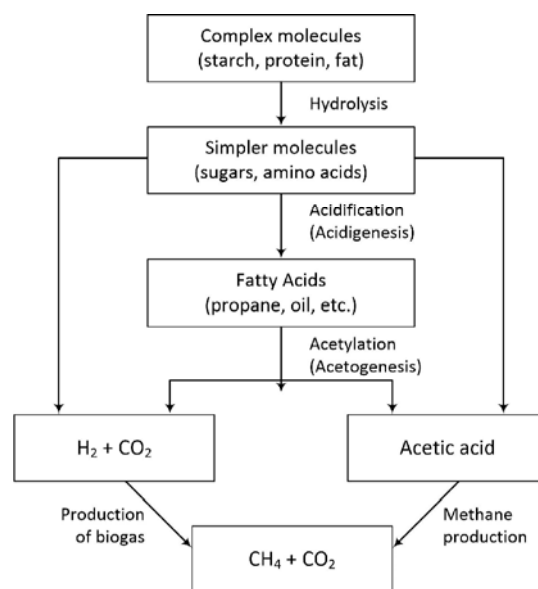 Complex molecules
(starch, protein, fat)
Hydrolysis
Simpler molecules
(sugars, amino acids)
Acidification
(Acidigenesis)
Fatty Acids
(propane, oil, etc.)
Acetylation
(Acetogenesis)
H₂ + CO₂
Acetic acid
Production
of biogas
Methane
production
CH₄ + CO₂